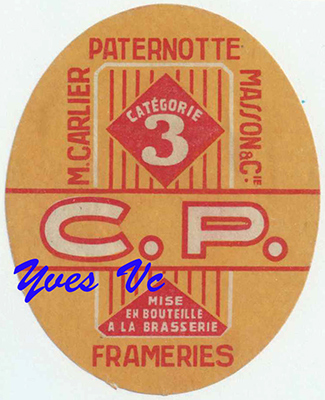 PATERNOTTE
M. CARLIER
MASSON & CIE
CATÉGORIE
3
C.P.
Yves Vc
MISE
EN BOUTEILLE
A LA BRASSERIE
FRAMERIES